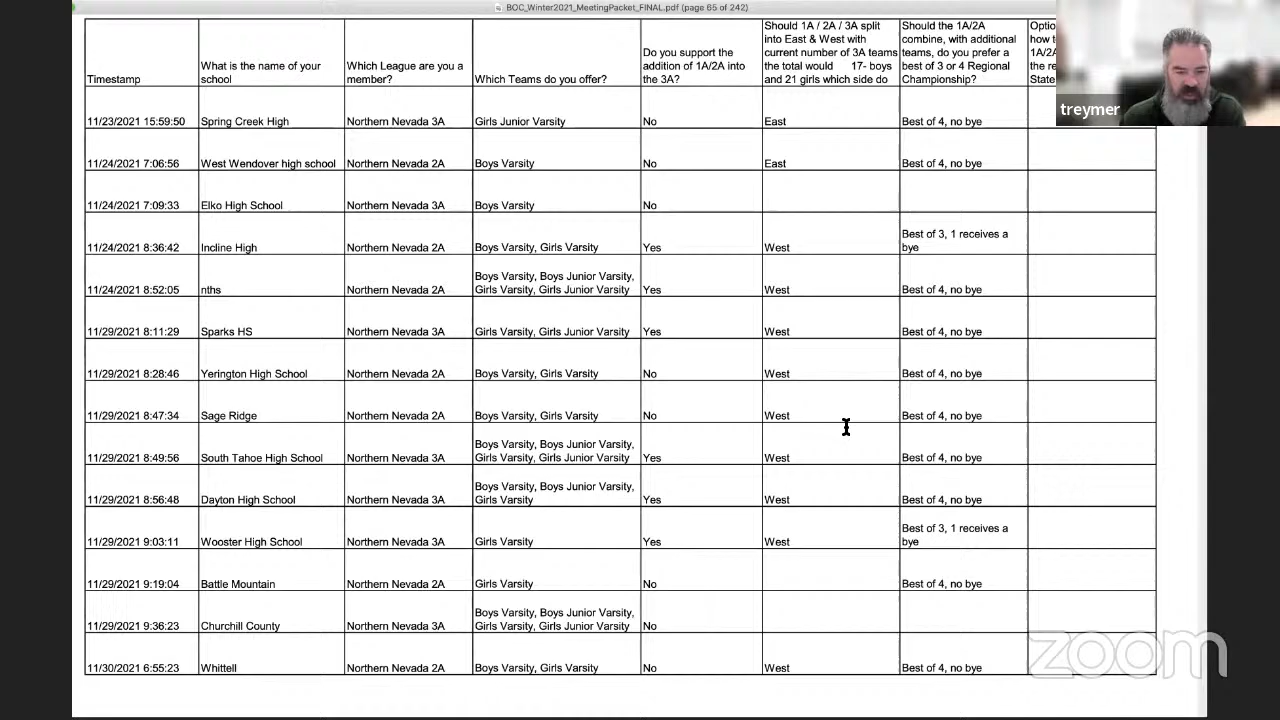 BOC_Winter2021_MeetingPacket_FINAL.pdf (page 65 of 242)
Timestamp
What is the name of your
school
Which League are you a
member?
Which Teams do you offer?
Do you support the
addition of 1A/2A into
the 3A?
Should 1A / 2A / 3A split
into East & West with
current number of 3A teams
the total would 17- boys
and 21 girls which side do
Should the 1A/2A
combine, with additional
teams, do you prefer a
best of 3 or 4 Regional
Championship?
Optio
how t
1A/2A
the re
State
treymer
11/23/2021 15:59:50 Spring Creek High Northern Nevada 3A Girls Junior Varsity No East Best of 4, no bye
11/24/2021 7:06:56 West Wendover high school Northern Nevada 2A Boys Varsity No East Best of 4, no bye
11/24/2021 7:09:33 Elko High School Northern Nevada 3A Boys Varsity No
11/24/2021 8:36:42 Incline High Northern Nevada 2A Boys Varsity, Girls Varsity Yes West
Best of 3, 1 receives a
bye
Boys Varsity, Boys Junior Varsity,
11/24/2021 8:52:05 nths Northern Nevada 2A Girls Varsity, Girls Junior Varsity Yes West Best of 4, no bye
11/29/2021 8:11:29 Sparks HS Northern Nevada 3A Girls Varsity, Girls Junior Varsity Yes West Best of 4, no bye
11/29/2021 8:28:46 Yerington High School Northern Nevada 2A Boys Varsity, Girls Varsity No West Best of 4, no bye
11/29/2021 8:47:34 Sage Ridge Northern Nevada 2A Boys Varsity, Girls Varsity No West Best of 4, no bye
Boys Varsity, Boys Junior Varsity,
11/29/2021 8:49:56 South Tahoe High School Northern Nevada 3A Girls Varsity, Girls Junior Varsity Yes West Best of 4, no bye
Boys Varsity, Boys Junior Varsity,
11/29/2021 8:56:48 Dayton High School Northern Nevada 3A Girls Varsity Yes West Best of 4, no bye
11/29/2021 9:03:11 Wooster High School Northern Nevada 3A Girls Varsity Yes West
Best of 3, 1 receives a
bye
11/29/2021 9:19:04 Battle Mountain Northern Nevada 2A Girls Varsity No Best of 4, no bye
Boys Varsity, Boys Junior Varsity,
11/29/2021 9:36:23 Churchill County Northern Nevada 3A Girls Varsity, Girls Junior Varsity No
11/30/2021 6:55:23 Whittell Northern Nevada 2A Boys Varsity, Girls Varsity No West Best of 4, no bye
zoom